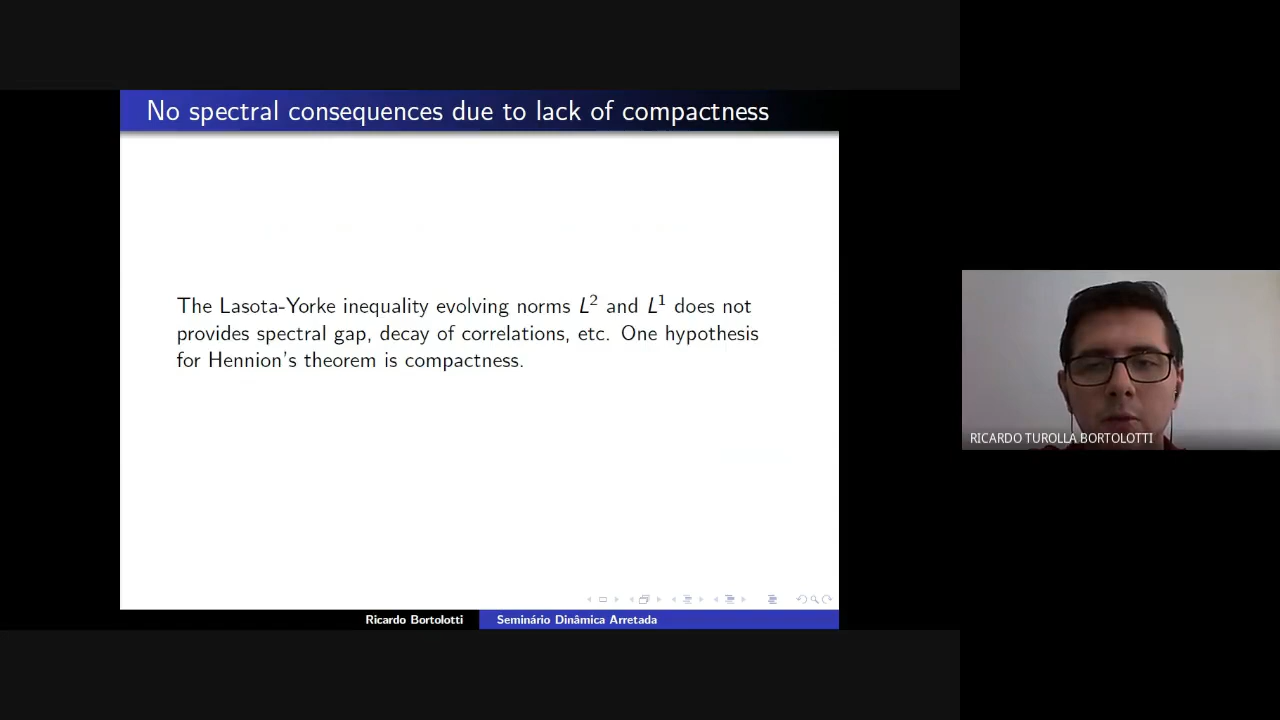 No spectral consequences due to lack of compactness
The Lasota-Yorke inequality evolving norms L² and L¹ does not
provides spectral gap, decay of correlations, etc. One hypothesis
for Hennion's theorem is compactness.
RICARDO TUROLLA BORTOLOTTI
Ricardo Bortolotti
Seminário Dinâmica Arretada